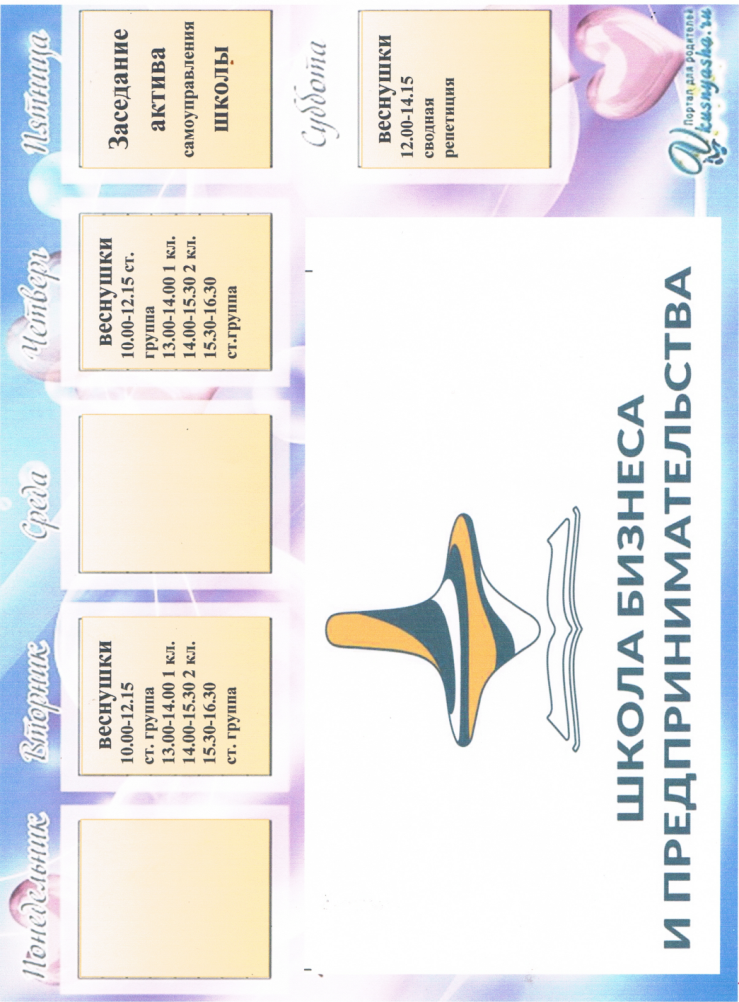 Понедельник
Вторник
веснушки
10.00-12.15
ст. группа
13.00-14.00 1 кл.
14.00-15.30 2 кл.
15.30-16.30
ст. группа
Среда
Четверг
веснушки
10.00-12.15 ст.
группа
13.00-14.00 1 кл.
14.00-15.30 2 кл.
15.30-16.30
ст.группа
Пятница
Заседание
актива
самоуправления
школы
Суббота
веснушки
12.00-14.15
сводная
репетиция
ШКОЛА БИЗНЕСА
И ПРЕДПРИНИМАТЕЛЬСТВА
Портал для родителей
Vkusnyasha.ru